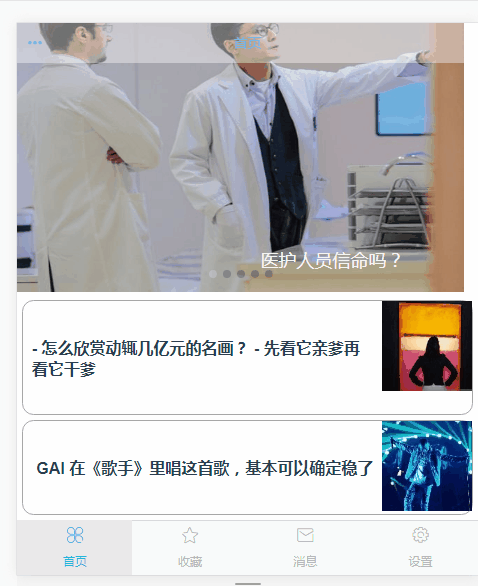 医护人员信命吗？
- 怎么欣赏动辄几亿元的名画？ - 先看它亲爹再
看它干爹
GAI 在《歌手》里唱这首歌，基本可以确定稳了
首页
收藏
消息
设置